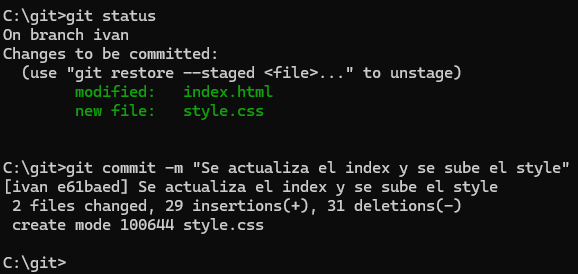 C:\git>git status
On branch ivan
Changes to be committed:
  (use "git restore --staged <file>..." to unstage)
        modified:   index.html
        new file:   style.css
C:\git>git commit -m "Se actualiza el index y se sube el style"
[ivan e61baed] Se actualiza el index y se sube el style
 2 files changed, 29 insertions(+), 31 deletions(-)
 create mode 100644 style.css
C:\git>